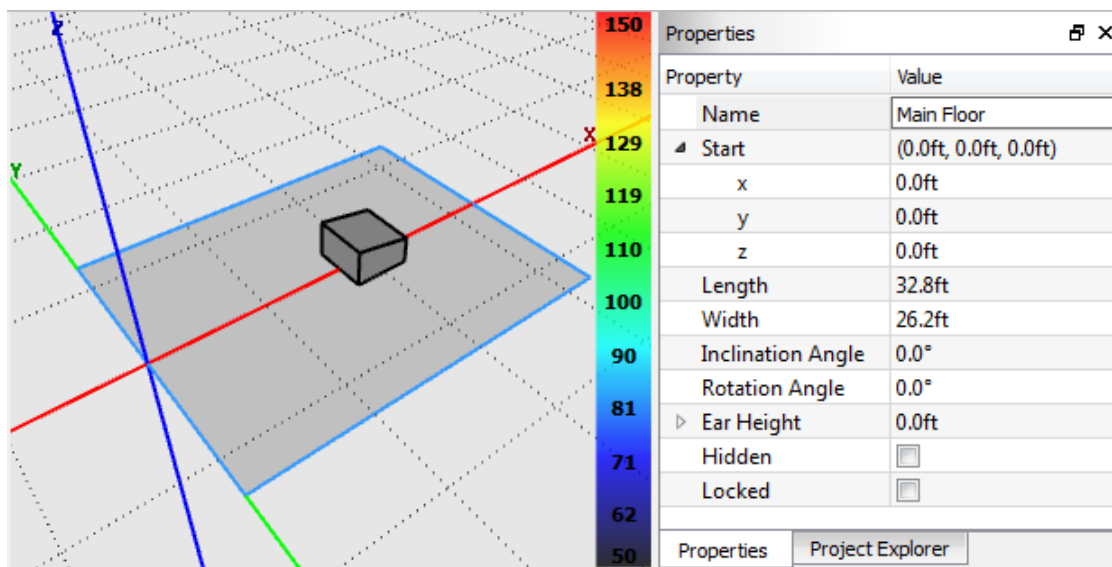 Z
Y
X
150
138
129
119
110
100
90
81
71
62
50
Properties
Property Value
Name Main Floor
Start (0.0ft, 0.0ft, 0.0ft)
x 0.0ft
y 0.0ft
z 0.0ft
Length 32.8ft
Width 26.2ft
Inclination Angle 0.0°
Rotation Angle 0.0°
Ear Height 0.0ft
Hidden
Locked
Properties Project Explorer